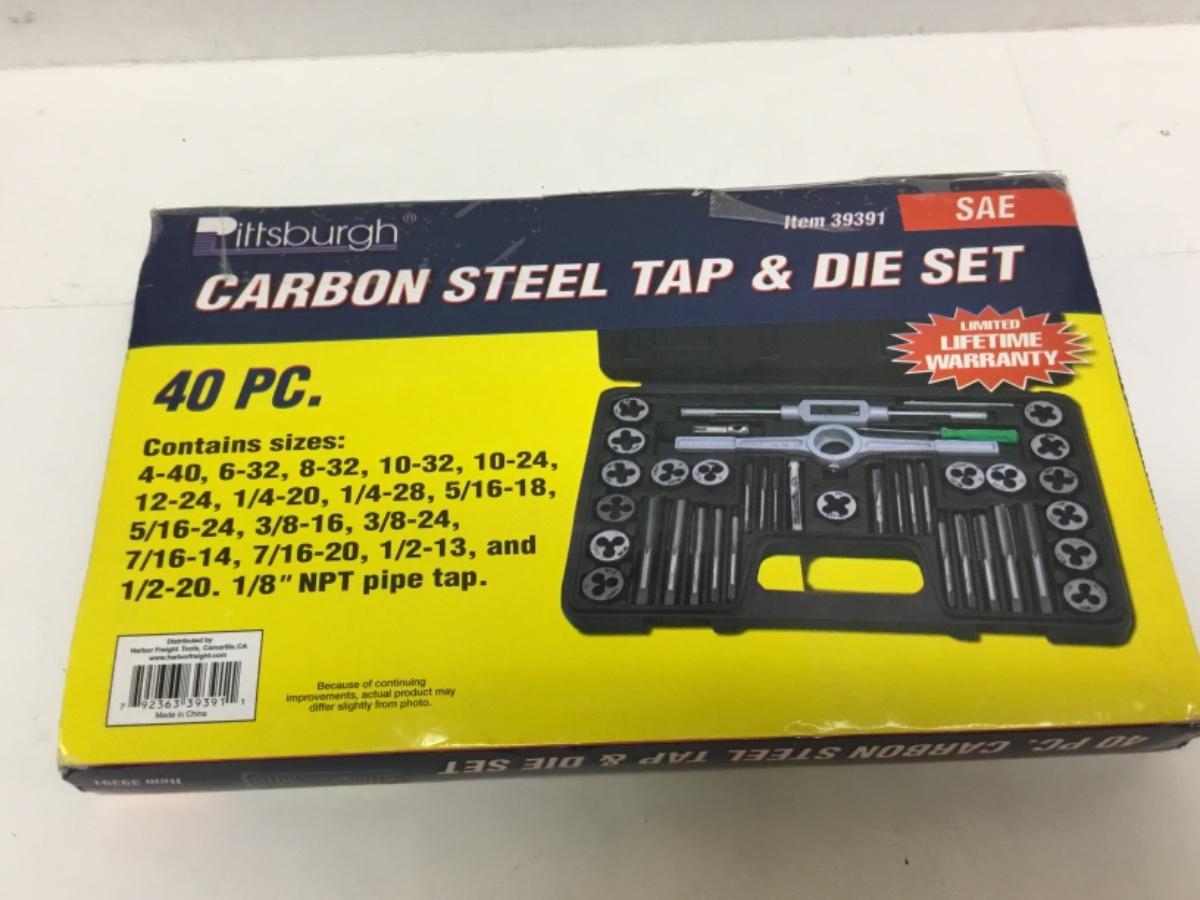 Pittsburgh®
Item 39391
SAE
CARBON STEEL TAP & DIE SET
LIMITED
LIFETIME
WARRANTY
40 PC.
Contains sizes:
4-40, 6-32, 8-32, 10-32, 10-24,
12-24, 1/4-20, 1/4-28, 5/16-18,
5/16-24, 3/8-16, 3/8-24,
7/16-14, 7/16-20, 1/2-13, and
1/2-20. 1/8" NPT pipe tap.
Distributed by
Harbor Freight Tools, Camarillo, CA
www.harborfreight.com
7 92363 39391 1
Made in China
Because of continuing
improvements, actual product may
differ slightly from photo.
40 PC. CARBON STEEL TAP & DIE SET
Item 39391